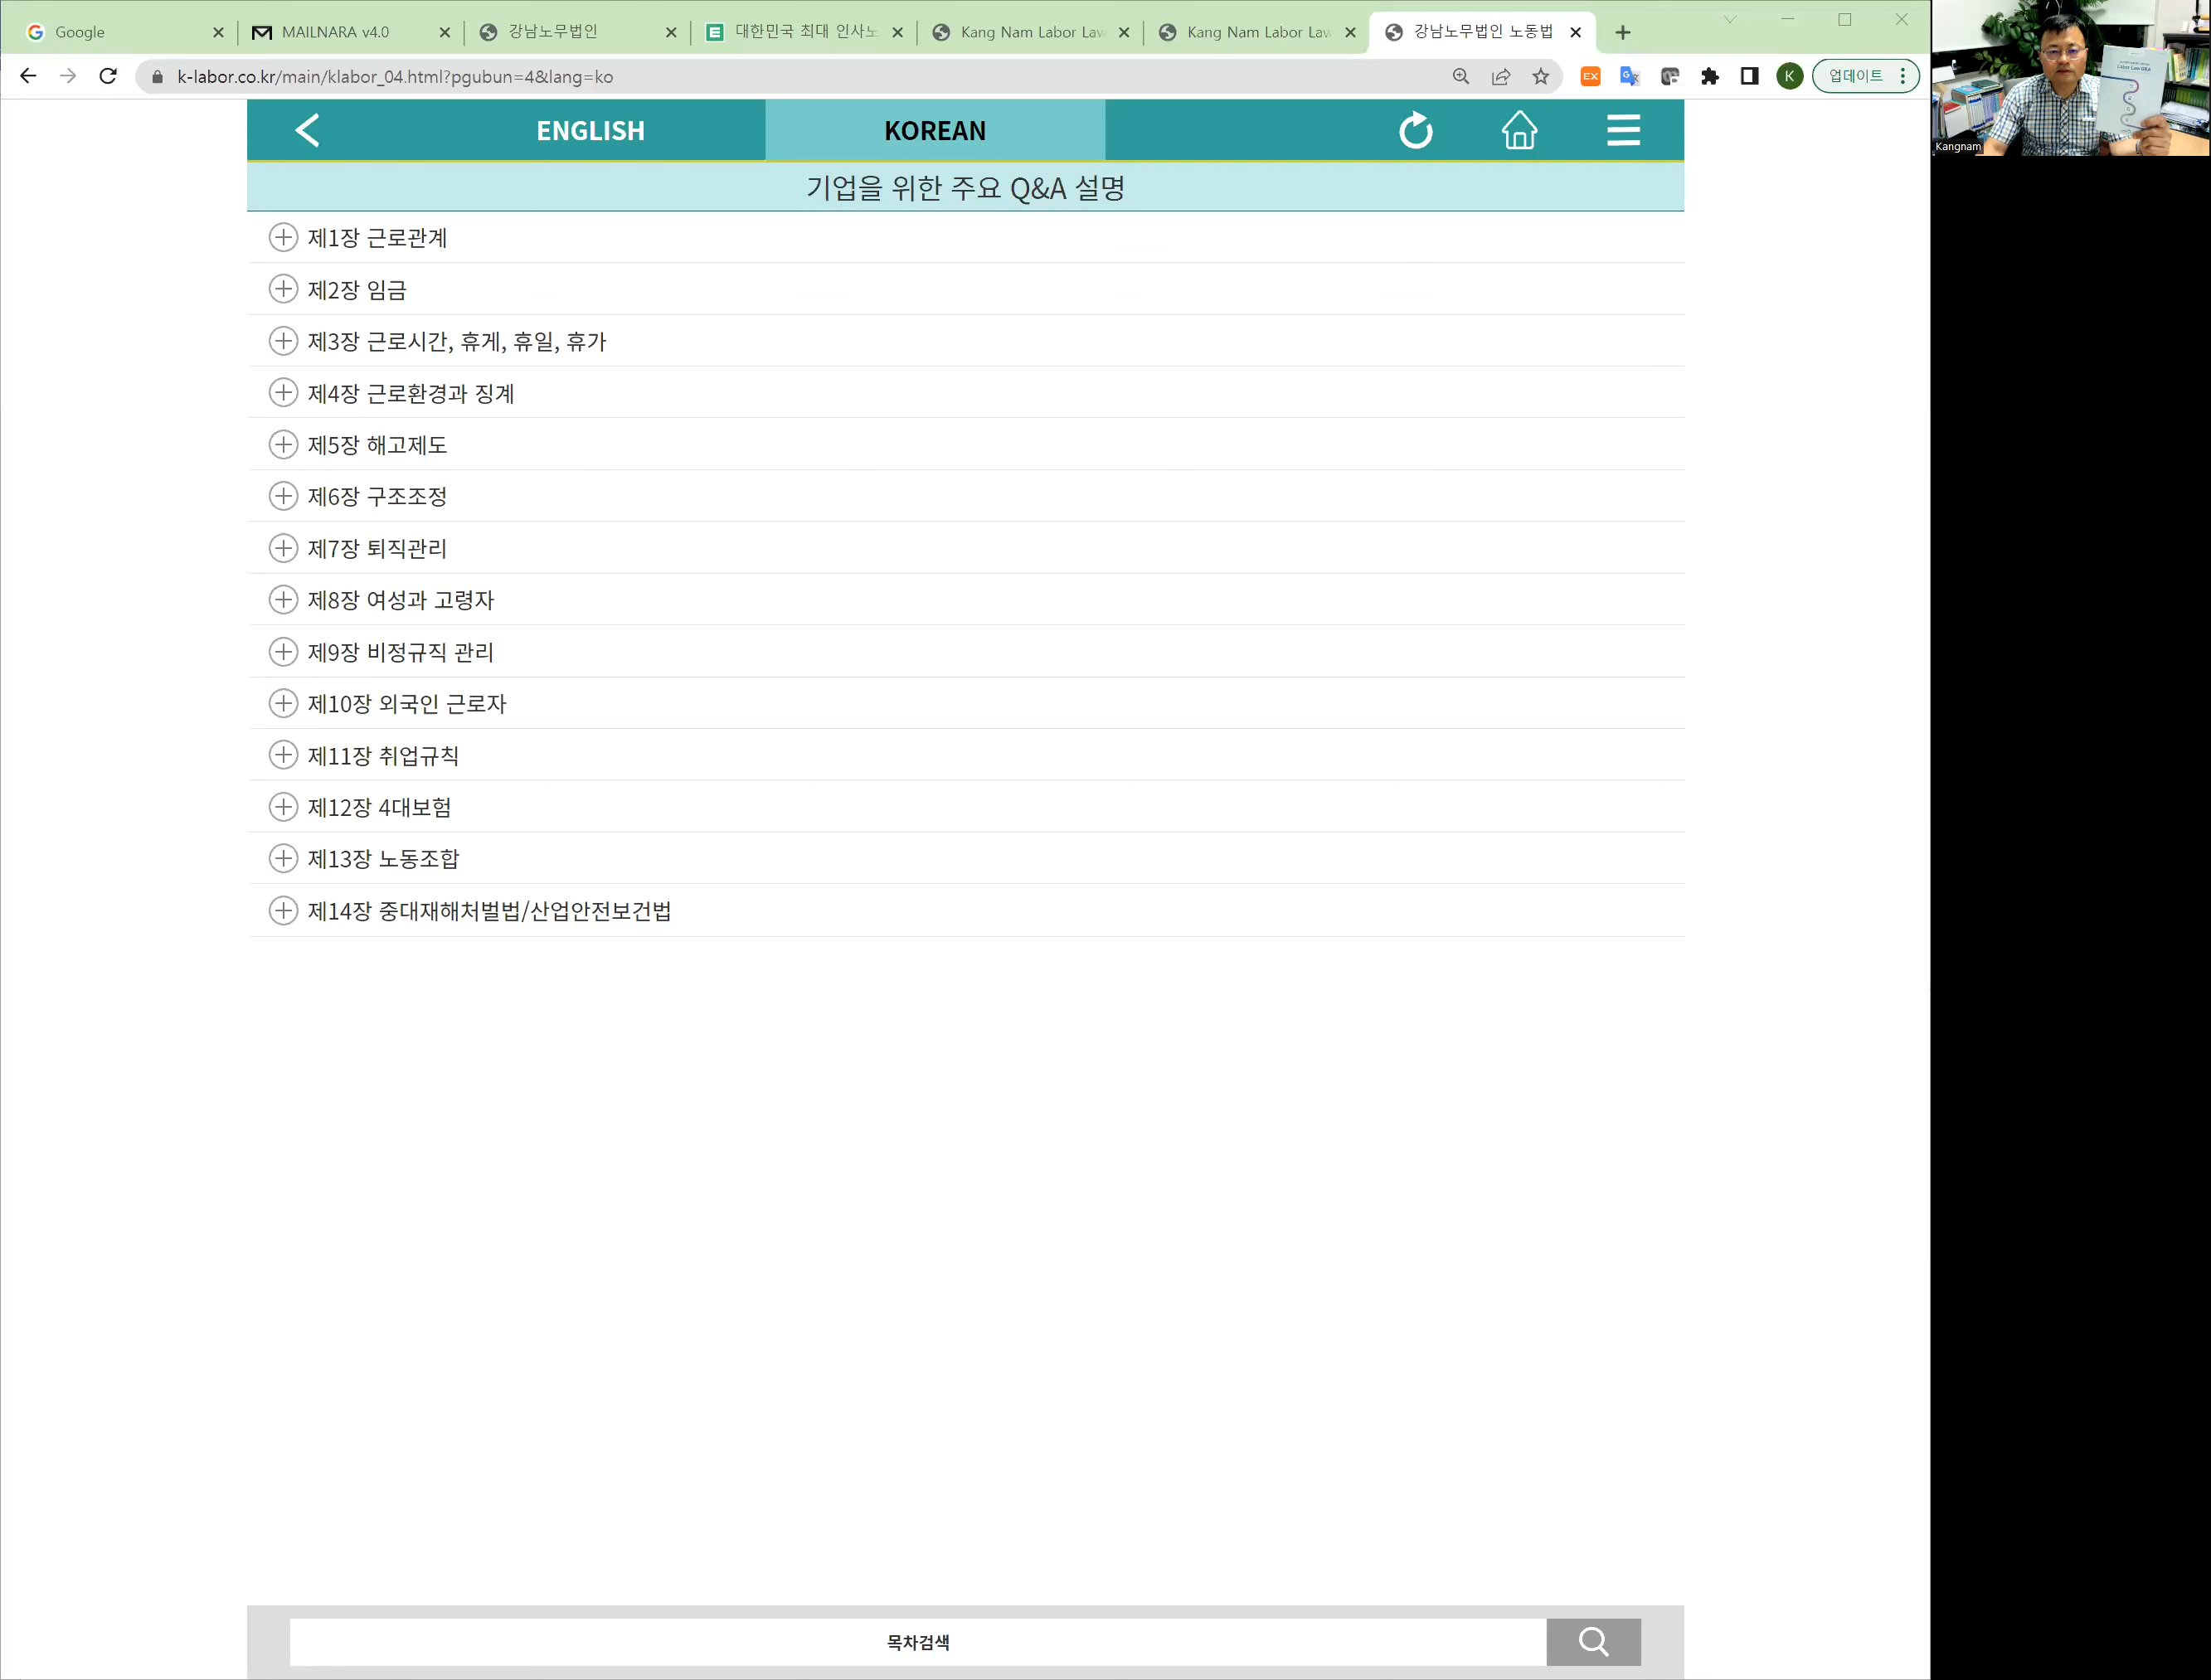 Google
MAILNARA v4.0
강남노무법인
대한민국 최대 인사노
Kang Nam Labor Law
Kang Nam Labor Law
강남노무법인 노동법
k-labor.co.kr/main/klabor_04.html?pgubun=4&lang=ko
EX
K
업데이트
Labor Law Q&A
Kangnam
ENGLISH
KOREAN
기업을 위한 주요 Q&A 설명
제1장 근로관계
제2장 임금
제3장 근로시간, 휴게, 휴일, 휴가
제4장 근로환경과 징계
제5장 해고제도
제6장 구조조정
제7장 퇴직관리
제8장 여성과 고령자
제9장 비정규직 관리
제10장 외국인 근로자
제11장 취업규칙
제12장 4대보험
제13장 노동조합
제14장 중대재해처벌법/산업안전보건법
목차검색